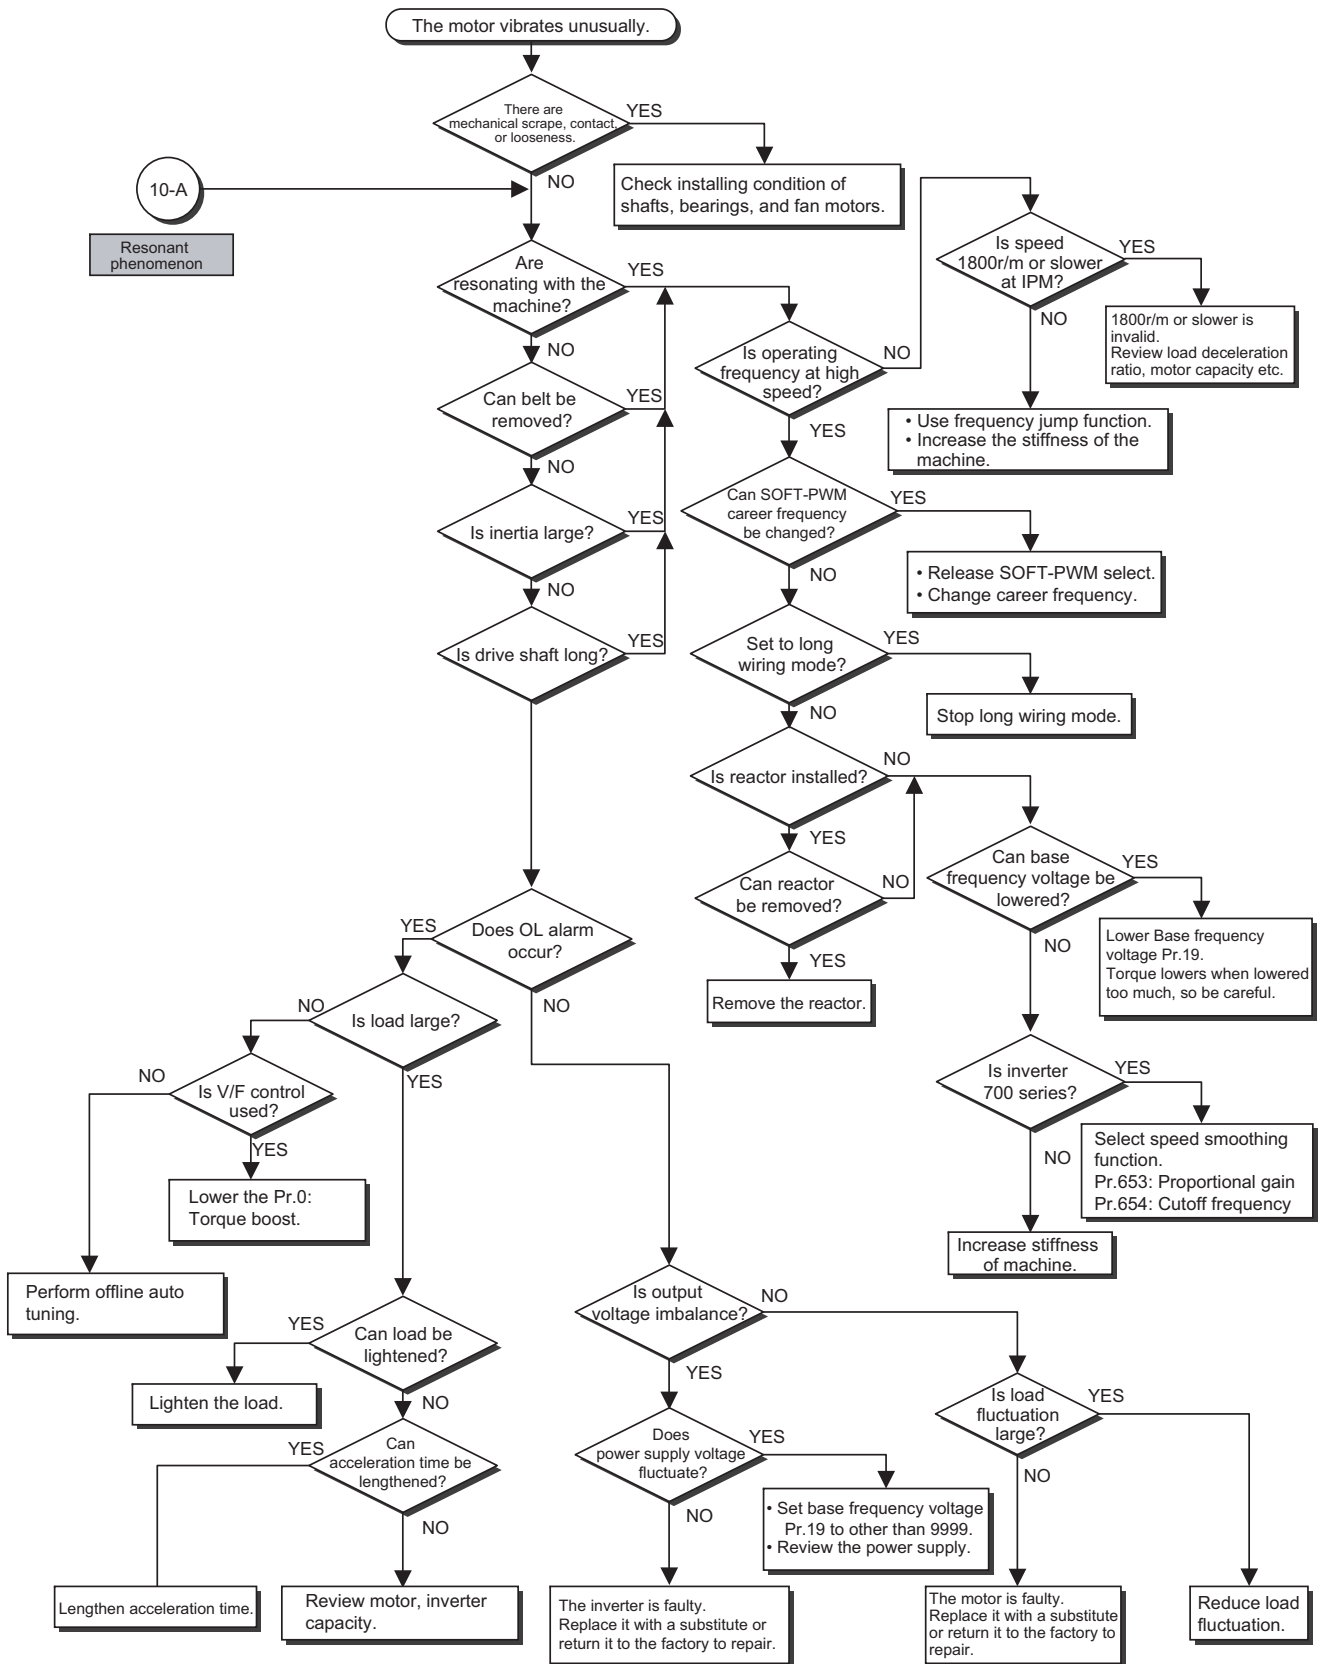 The motor vibrates unusually.
There are
mechanical scrape, contact,
or looseness.
YES
NO
10-A
Resonant
phenomenon
Check installing condition of
shafts, bearings, and fan motors.
Are
resonating with the
machine?
YES
NO
Can belt be
removed?
YES
NO
Is inertia large?
YES
NO
Is drive shaft long?
YES
Is operating
frequency at high
speed?
NO
YES
Is speed
1800r/m or slower
at IPM?
YES
NO
1800r/m or slower is
invalid.
Review load deceleration
ratio, motor capacity etc.
• Use frequency jump function.
• Increase the stiffness of the
machine.
Can SOFT-PWM
career frequency
be changed?
YES
NO
• Release SOFT-PWM select.
• Change career frequency.
Set to long
wiring mode?
YES
NO
Stop long wiring mode.
Is reactor installed?
NO
YES
Can reactor
be removed?
NO
YES
Remove the reactor.
Can base
frequency voltage be
lowered?
YES
NO
Lower Base frequency
voltage Pr.19.
Torque lowers when lowered
too much, so be careful.
Is inverter
700 series?
YES
NO
Select speed smoothing
function.
Pr.653: Proportional gain
Pr.654: Cutoff frequency
Increase stiffness
of machine.
Does OL alarm
occur?
YES
NO
Is load large?
NO
YES
Is V/F control
used?
NO
YES
Lower the Pr.0:
Torque boost.
Perform offline auto
tuning.
Can load be
lightened?
YES
NO
Lighten the load.
Can
acceleration time be
lengthened?
YES
NO
Lengthen acceleration time.
Review motor, inverter
capacity.
Is output
voltage imbalance?
NO
YES
Does
power supply voltage
fluctuate?
YES
NO
• Set base frequency voltage
Pr.19 to other than 9999.
• Review the power supply.
The inverter is faulty.
Replace it with a substitute or
return it to the factory to repair.
Is load
fluctuation
large?
YES
NO
The motor is faulty.
Replace it with a substitute
or return it to the factory to
repair.
Reduce load
fluctuation.